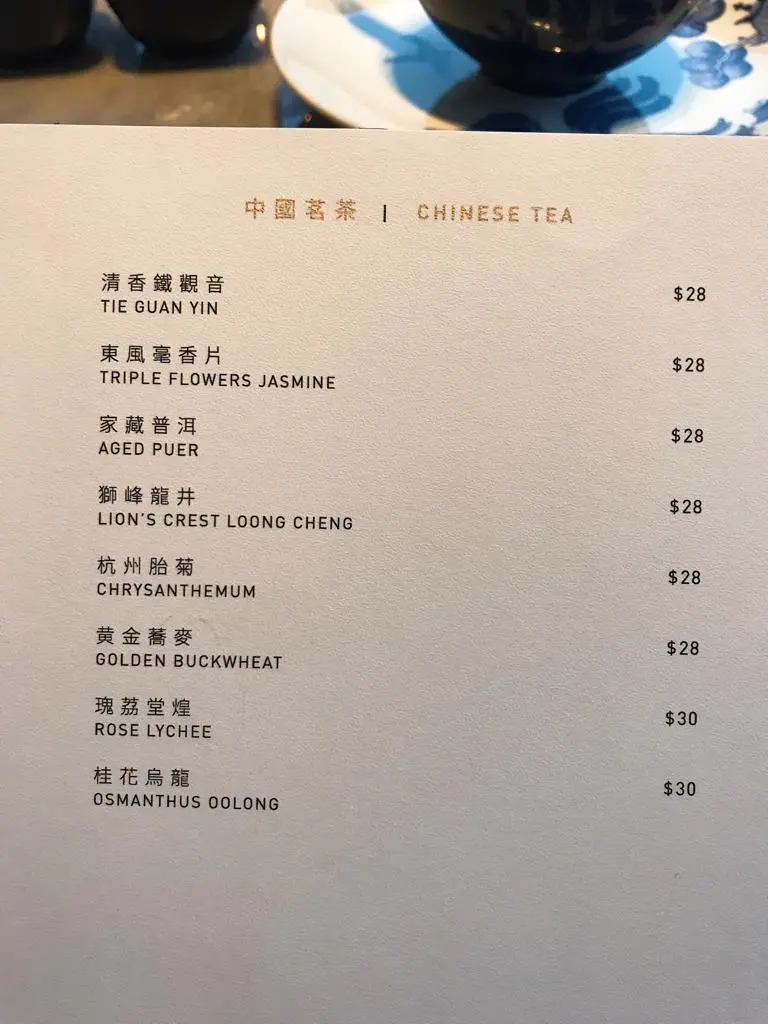 中國茗茶 | CHINESE TEA
清香鐵觀音
TIE GUAN YIN $28
東風毫香片
TRIPLE FLOWERS JASMINE $28
家藏普洱
AGED PUER $28
獅峰龍井
LION'S CREST LOONG CHENG $28
杭州胎菊
CHRYSANTHEMUM $28
黄金蕎麥
GOLDEN BUCKWHEAT $28
瑰荔堂煌
ROSE LYCHEE $30
桂花烏龍
OSMANTHUS OOLONG $30